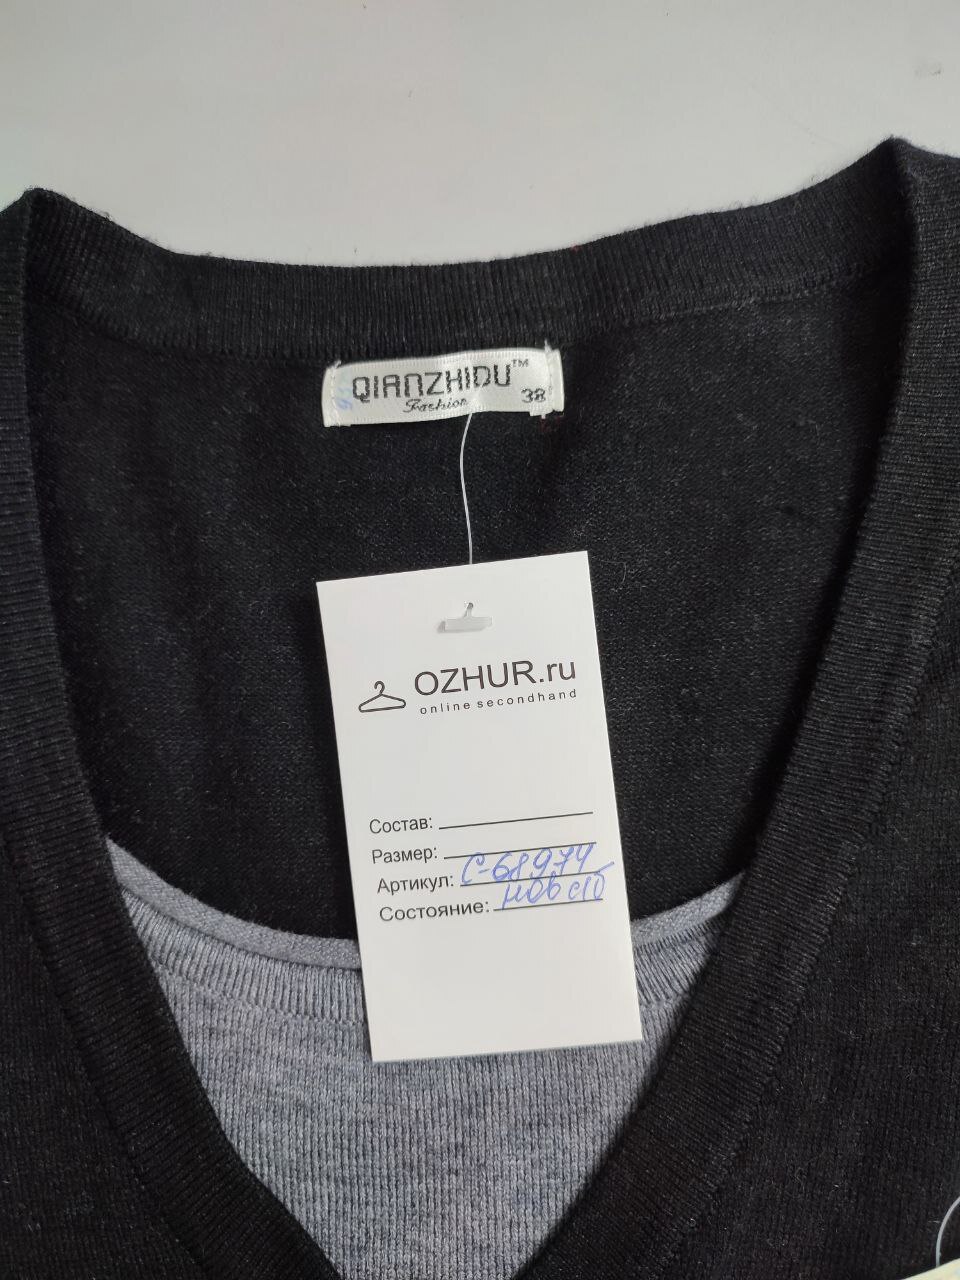 QIANZHIDU™
Fashion 38
OZHUR.ru
online secondhand
Состав:
Размер:
Артикул: С-68974
Состояние: нов с/б